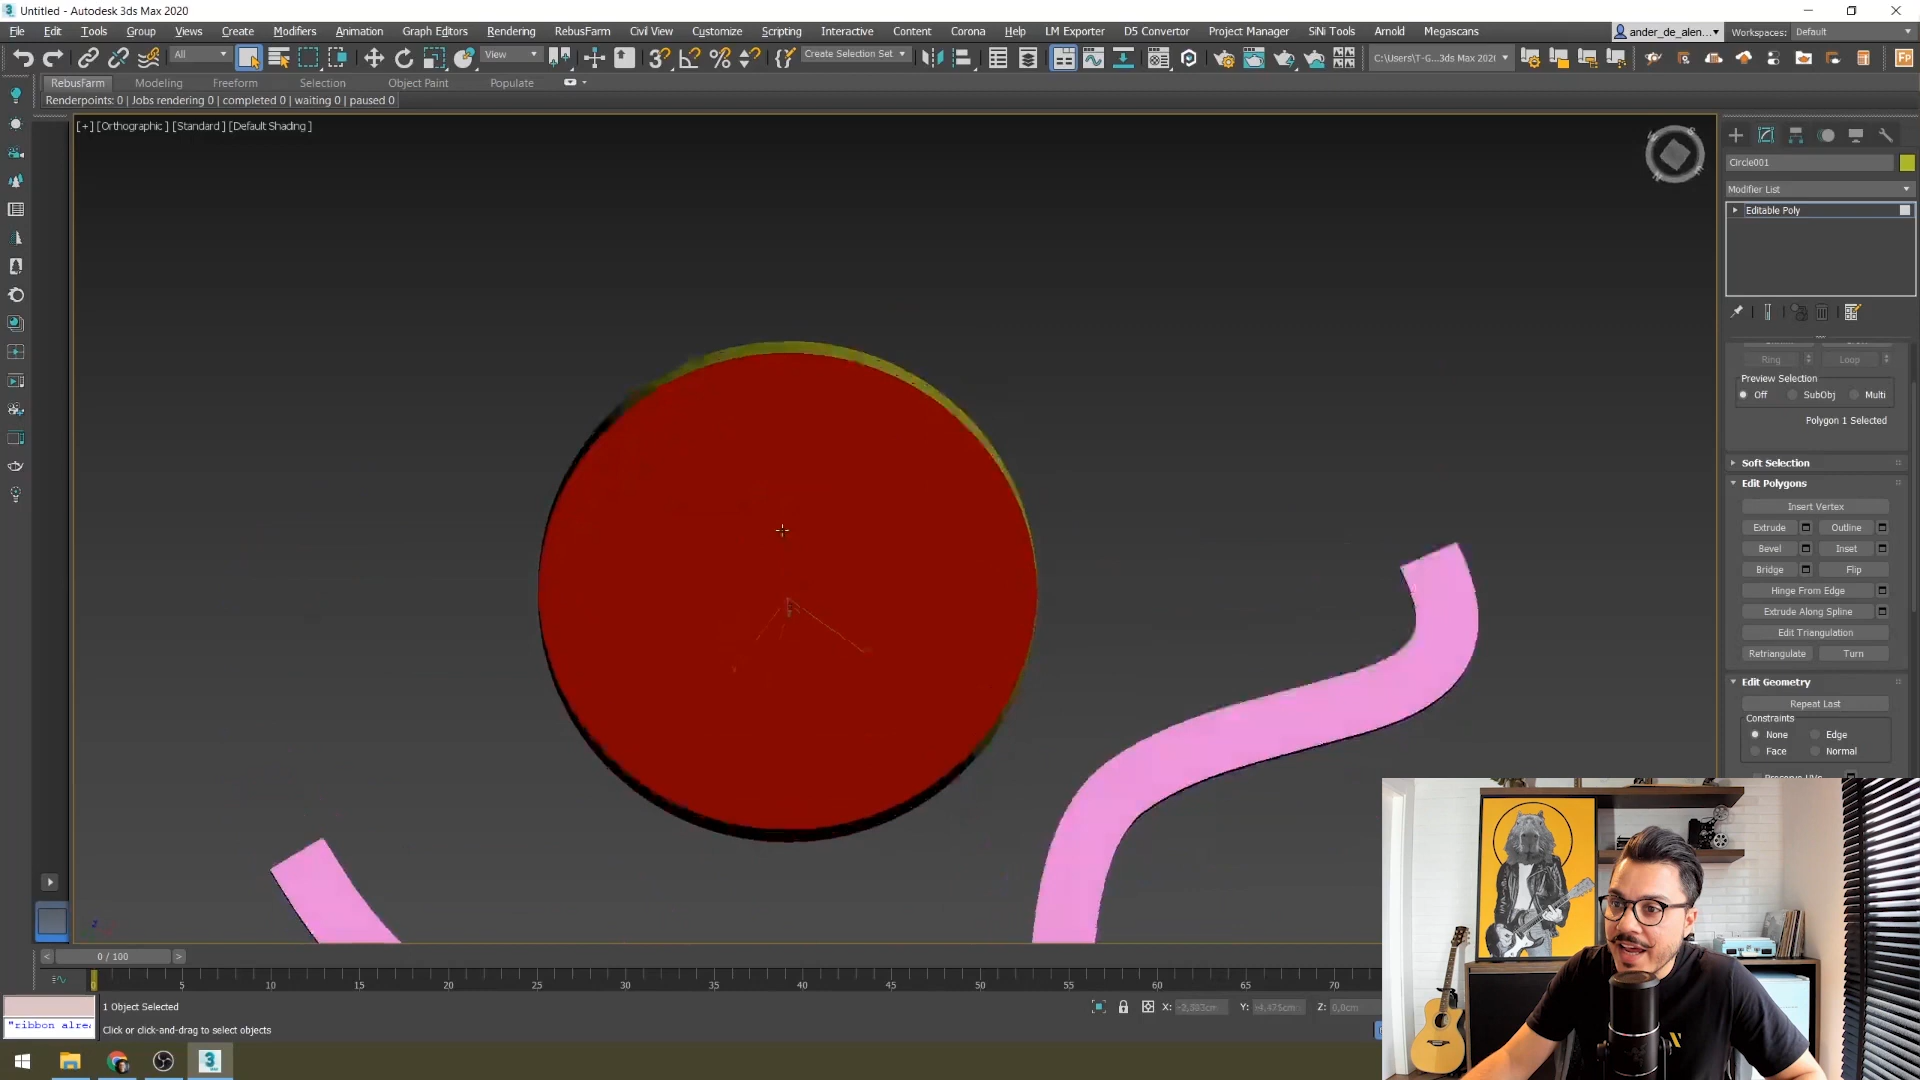 Untitled - Autodesk 3ds Max 2020
File Edit Tools Group Views Create Modifiers Animation Graph Editors Rendering RebusFarm Civil View Customize Scripting Interactive Content Corona Help LM Exporter D5 Convertor Project Manager SiNi Tools Arnold Megascans
ander_de_alen... Workspaces: Default
All View Create Selection Set C:\Users\T-G...3ds Max 202(
RebusFarm Modeling Freeform Selection Object Paint Populate
Renderpoints: 0 | Jobs rendering 0 | completed 0 | waiting 0 | paused 0
[+] [Orthographic ] [Standard ] [Default Shading ]
Circle001
Modifier List
Editable Poly
Ring Loop
Preview Selection
Off SubObj Multi
Polygon 1 Selected
Soft Selection
Edit Polygons
Insert Vertex
Extrude Outline
Bevel Inset
Bridge Flip
Hinge From Edge
Extrude Along Spline
Edit Triangulation
Retriangulate Turn
Edit Geometry
Repeat Last
Constraints
None Edge
Face Normal
< 0 / 100 >
0 5 10 15 20 25 30 35 40 45 50 55 60 65 70
1 Object Selected X: Y: Z: 0,0cm
"ribbon alrea
Click or click-and-drag to select objects